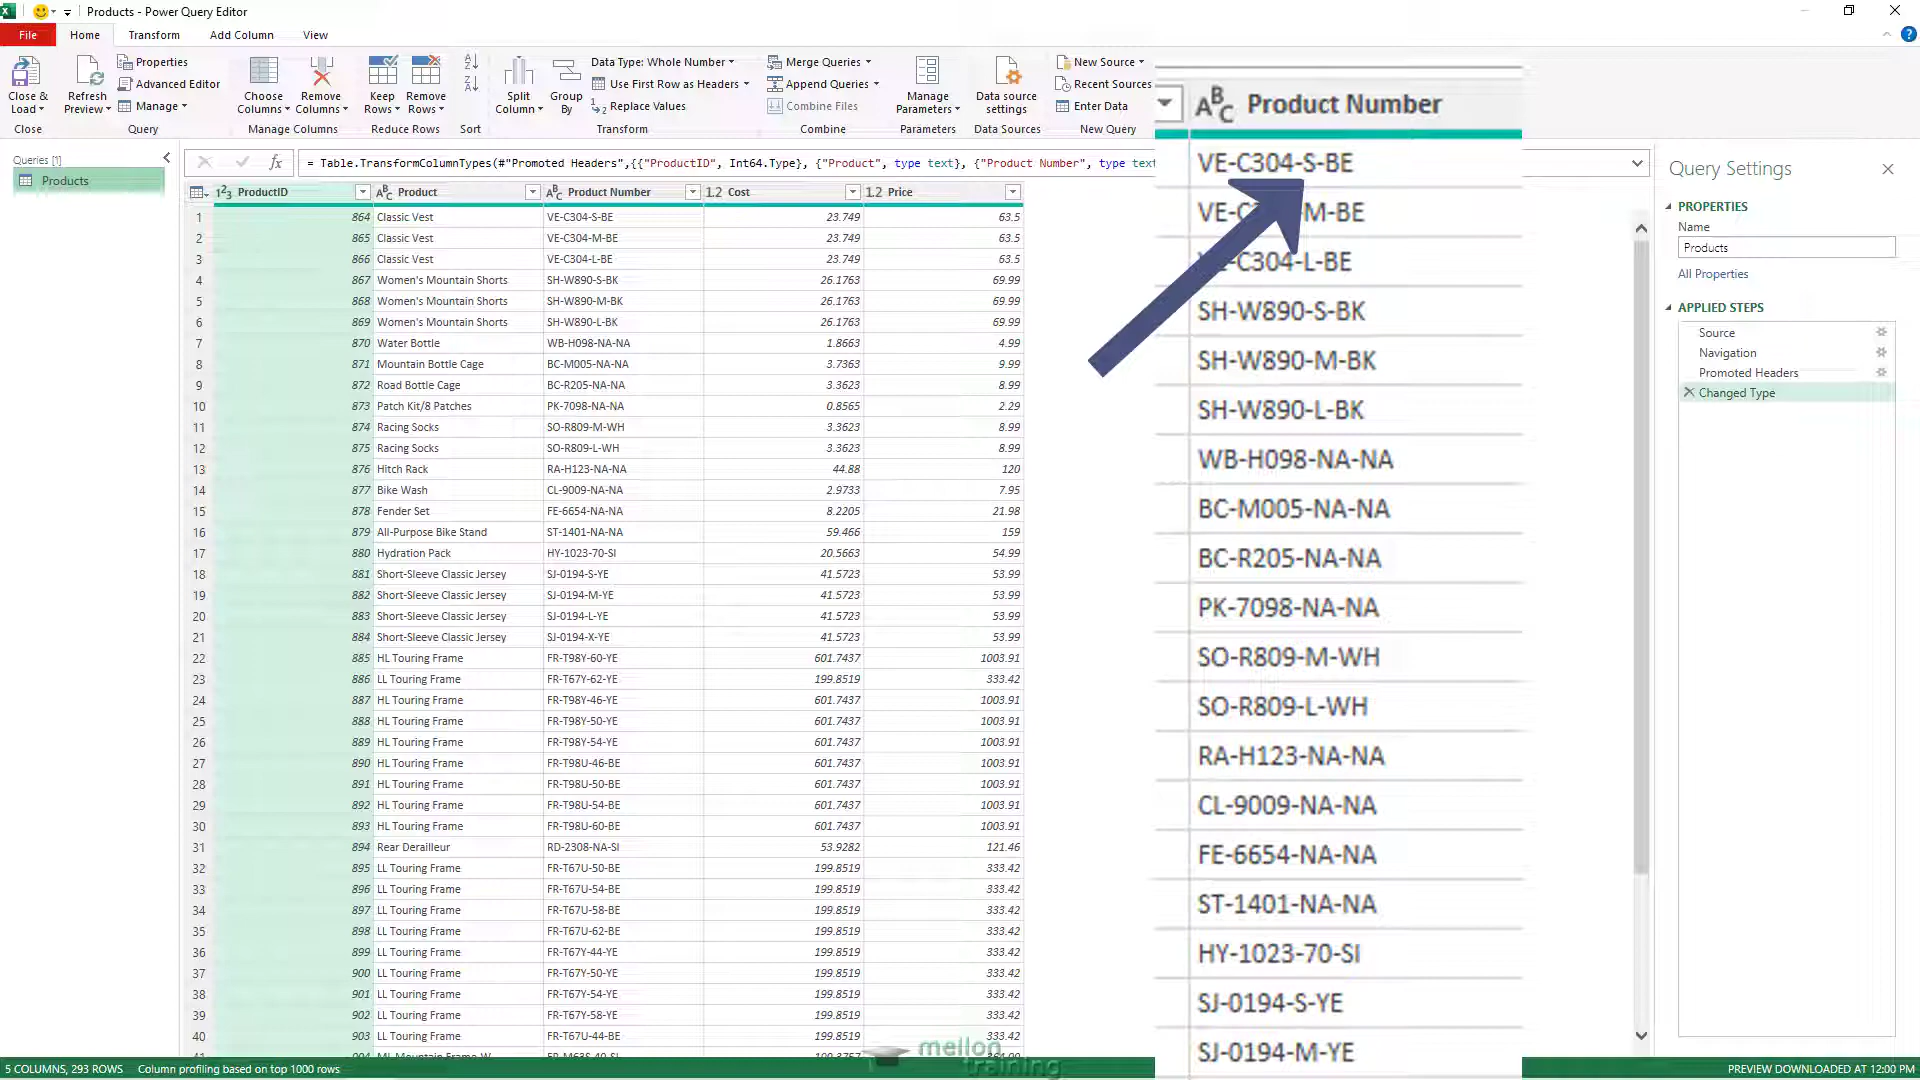 Products - Power Query Editor
File Home Transform Add Column View
Close & Load
Close
Refresh Preview
Properties
Advanced Editor
Manage
Query
Choose Columns
Remove Columns
Manage Columns
Keep Rows
Remove Rows
Reduce Rows
Sort
Split Column
Group By
Data Type: Whole Number
Use First Row as Headers
Replace Values
Transform
Merge Queries
Append Queries
Combine Files
Combine
Manage Parameters
Parameters
Data source settings
Data Sources
New Source
Recent Sources
Enter Data
New Query
Queries [1]
Products
fx = Table.TransformColumnTypes(#"Promoted Headers",{{"ProductID", Int64.Type}, {"Product", type text}, {"Product Number", type text
ProductID Product Product Number 1.2 Cost 1.2 Price
1 864 Classic Vest VE-C304-S-BE 23.749 63.5
2 865 Classic Vest VE-C304-M-BE 23.749 63.5
3 866 Classic Vest VE-C304-L-BE 23.749 63.5
4 867 Women's Mountain Shorts SH-W890-S-BK 26.1763 69.99
5 868 Women's Mountain Shorts SH-W890-M-BK 26.1763 69.99
6 869 Women's Mountain Shorts SH-W890-L-BK 26.1763 69.99
7 870 Water Bottle WB-H098-NA-NA 1.8663 4.99
8 871 Mountain Bottle Cage BC-M005-NA-NA 3.7363 9.99
9 872 Road Bottle Cage BC-R205-NA-NA 3.3623 8.99
10 873 Patch Kit/8 Patches PK-7098-NA-NA 0.8565 2.29
11 874 Racing Socks SO-R809-M-WH 3.3623 8.99
12 875 Racing Socks SO-R809-L-WH 3.3623 8.99
13 876 Hitch Rack RA-H123-NA-NA 44.88 120
14 877 Bike Wash CL-9009-NA-NA 2.9733 7.95
15 878 Fender Set FE-6654-NA-NA 8.2205 21.98
16 879 All-Purpose Bike Stand ST-1401-NA-NA 59.466 159
17 880 Hydration Pack HY-1023-70-SI 20.5663 54.99
18 881 Short-Sleeve Classic Jersey SJ-0194-S-YE 41.5723 53.99
19 882 Short-Sleeve Classic Jersey SJ-0194-M-YE 41.5723 53.99
20 883 Short-Sleeve Classic Jersey SJ-0194-L-YE 41.5723 53.99
21 884 Short-Sleeve Classic Jersey SJ-0194-X-YE 41.5723 53.99
22 885 HL Touring Frame FR-T98Y-60-YE 601.7437 1003.91
23 886 LL Touring Frame FR-T67Y-62-YE 199.8519 333.42
24 887 HL Touring Frame FR-T98Y-46-YE 601.7437 1003.91
25 888 HL Touring Frame FR-T98Y-50-YE 601.7437 1003.91
26 889 HL Touring Frame FR-T98Y-54-YE 601.7437 1003.91
27 890 HL Touring Frame FR-T98U-46-BE 601.7437 1003.91
28 891 HL Touring Frame FR-T98U-50-BE 601.7437 1003.91
29 892 HL Touring Frame FR-T98U-54-BE 601.7437 1003.91
30 893 HL Touring Frame FR-T98U-60-BE 601.7437 1003.91
31 894 Rear Derailleur RD-2308-NA-SI 53.9282 121.46
32 895 LL Touring Frame FR-T67U-50-BE 199.8519 333.42
33 896 LL Touring Frame FR-T67U-54-BE 199.8519 333.42
34 897 LL Touring Frame FR-T67U-58-BE 199.8519 333.42
35 898 LL Touring Frame FR-T67U-62-BE 199.8519 333.42
36 899 LL Touring Frame FR-T67Y-44-YE 199.8519 333.42
37 900 LL Touring Frame FR-T67Y-50-YE 199.8519 333.42
38 901 LL Touring Frame FR-T67Y-54-YE 199.8519 333.42
39 902 LL Touring Frame FR-T67Y-58-YE 199.8519 333.42
40 903 LL Touring Frame FR-T67U-44-BE 199.8519 333.42
mellon training
ABC Product Number
VE-C304-S-BE
VE-C M-BE
C304-L-BE
SH-W890-S-BK
SH-W890-M-BK
SH-W890-L-BK
WB-H098-NA-NA
BC-M005-NA-NA
BC-R205-NA-NA
PK-7098-NA-NA
SO-R809-M-WH
SO-R809-L-WH
RA-H123-NA-NA
CL-9009-NA-NA
FE-6654-NA-NA
ST-1401-NA-NA
HY-1023-70-SI
SJ-0194-S-YE
SJ-0194-M-YE
Query Settings
PROPERTIES
Name
Products
All Properties
APPLIED STEPS
Source
Navigation
Promoted Headers
Changed Type
5 COLUMNS, 293 ROWS Column profiling based on top 1000 rows
PREVIEW DOWNLOADED AT 12:00 PM